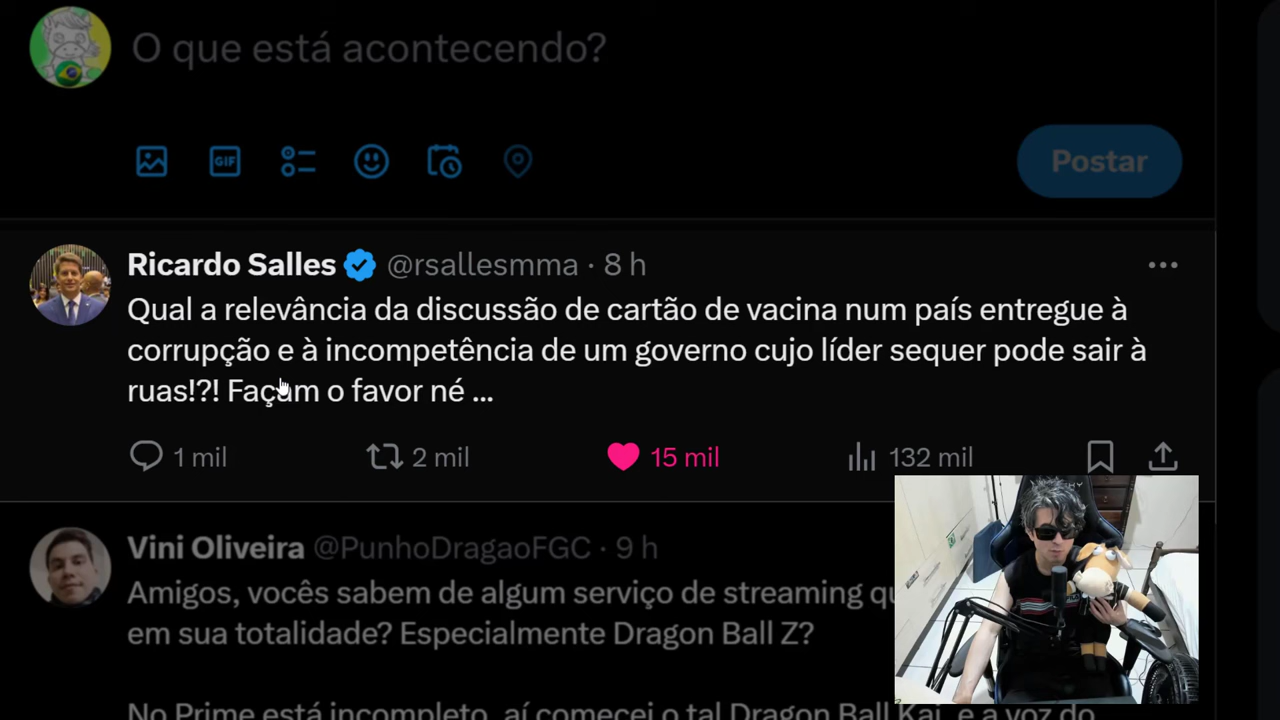 O que está acontecendo?
GIF
Postar
Ricardo Salles @rsallesmma · 8 h
Qual a relevância da discussão de cartão de vacina num país entregue à
corrupção e à incompetência de um governo cujo líder sequer pode sair à
ruas!?! Façam o favor né ...
1 mil 2 mil 15 mil 132 mil
Vini Oliveira @PunhoDragaoFGC · 9 h
Amigos, vocês sabem de algum serviço de streaming
em sua totalidade? Especialmente Dragon Ball Z?
No Prime está incompleto, aí comecei o tal Dragon Ball Kai, e a voz do